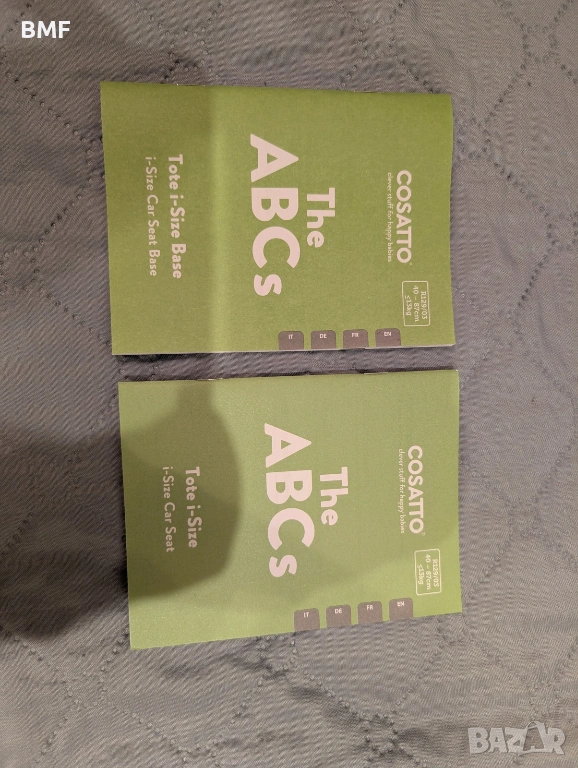 BMF
COSATTO®
clever stuff for happy babies
R129/03
40 – 87cm
≤13kg
The
ABCs
Tote i-Size Base
i-Size Car Seat Base
EN
FR
DE
IT
COSATTO®
clever stuff for happy babies
R129/03
40 – 87cm
≤13kg
The
ABCs
Tote i-Size
i-Size Car Seat
EN
FR
DE
IT
BAZAR